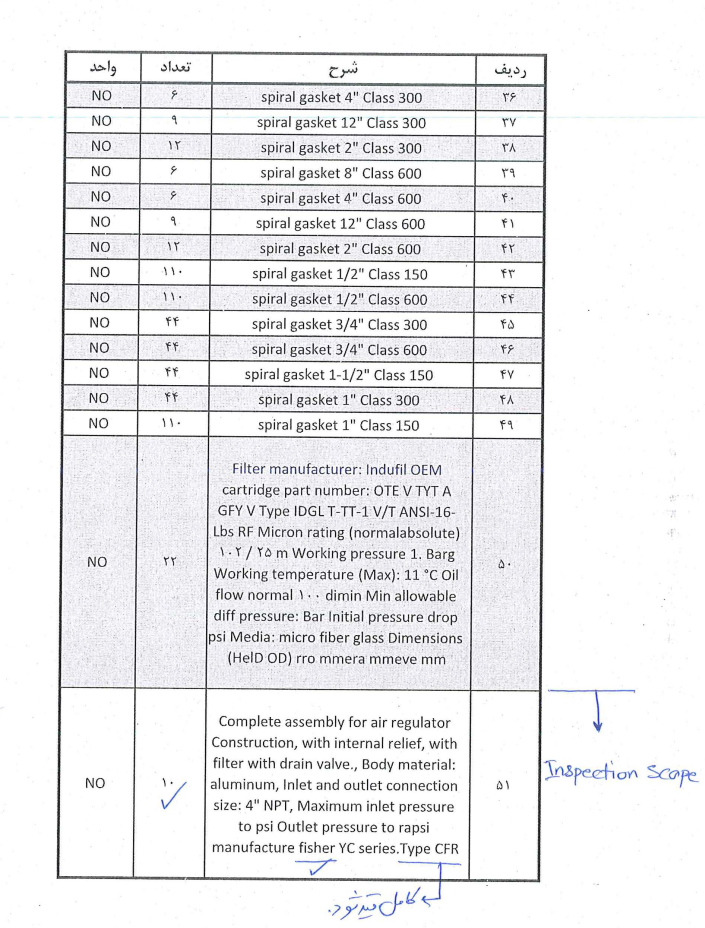 ردیف شرح تعداد واحد
۳۶ spiral gasket 4" Class 300 ۶ NO
۳۷ spiral gasket 12" Class 300 ۹ NO
۳۸ spiral gasket 2" Class 300 ۱۲ NO
۳۹ spiral gasket 8" Class 600 ۶ NO
۴۰ spiral gasket 4" Class 600 ۶ NO
۴۱ spiral gasket 12" Class 600 ۹ NO
۴۲ spiral gasket 2" Class 600 ۱۲ NO
۴۳ spiral gasket 1/2" Class 150 ۱۱۰ NO
۴۴ spiral gasket 1/2" Class 600 ۱۱۰ NO
۴۵ spiral gasket 3/4" Class 300 ۴۴ NO
۴۶ spiral gasket 3/4" Class 600 ۴۴ NO
۴۷ spiral gasket 1-1/2" Class 150 ۴۴ NO
۴۸ spiral gasket 1" Class 300 ۴۴ NO
۴۹ spiral gasket 1" Class 150 ۱۱۰ NO
Filter manufacturer: Indufil OEM
cartridge part number: OTE V TYT A
GFY V Type IDGL T-TT-1 V/T ANSI-16-
Lbs RF Micron rating (normalabsolute)
۱۰۲ / ۲۵ m Working pressure 1. Barg
۵۰ Working temperature (Max): 11 °C Oil ۲۲ NO
flow normal ۱۰۰ dimin Min allowable
diff pressure: Bar Initial pressure drop
psi Media: micro fiber glass Dimensions
(HelD OD) rro mmera mmeve mm
Complete assembly for air regulator
Construction, with internal relief, with
filter with drain valve., Body material:
۵۱ aluminum, Inlet and outlet connection ۱۰ NO
size: 4" NPT, Maximum inlet pressure
to psi Outlet pressure to rapsi
manufacture fisher YC series.Type CFR
Inspection Scope
کامل قید شود.